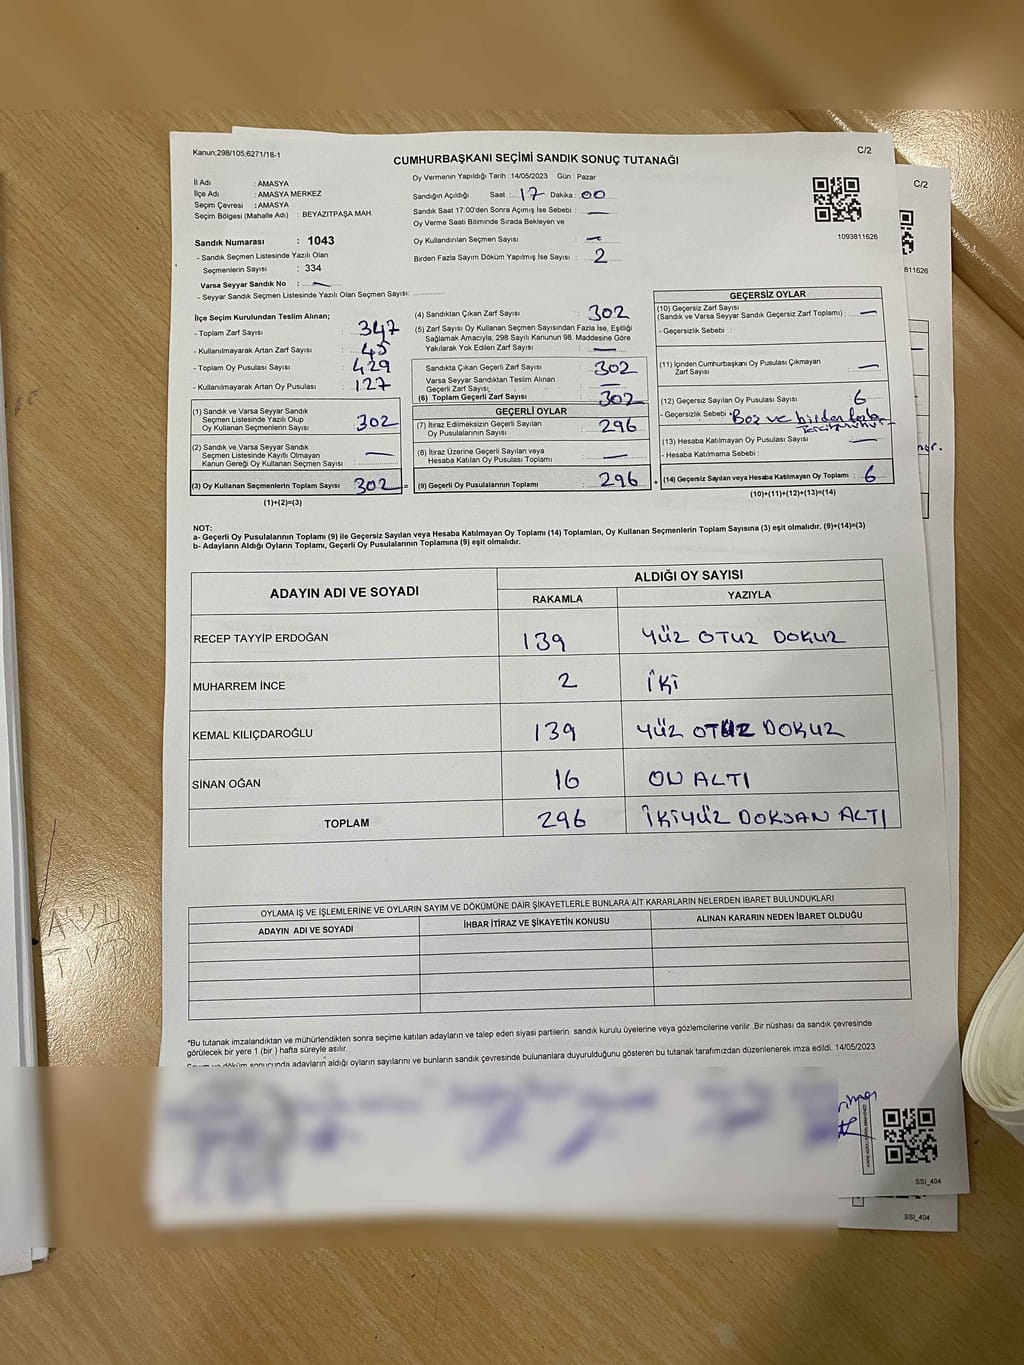 Kanun;298/105;6271/18-1
C/2
CUMHURBAŞKANI SEÇİMİ SANDIK SONUÇ TUTANAĞI
İl Adı : AMASYA
İlçe Adı : AMASYA MERKEZ
Seçim Çevresi : AMASYA
Seçim Bölgesi (Mahalle Adı) : BEYAZITPAŞA MAH.
Sandık Numarası : 1043
- Sandık Seçmen Listesinde Yazılı Olan
Seçmenlerin Sayısı : 334
Varsa Seyyar Sandık No : —
- Seyyar Sandık Seçmen Listesinde Yazılı Olan Seçmen Sayısı:
Oy Vermenin Yapıldığı Tarih : 14/05/2023 Gün : Pazar
Sandığın Açıldığı Saat : 17 Dakika : 00
Sandık Saat 17:00'den Sonra Açımış İse Sebebi : —
Oy Verme Saati Bitiminde Sırada Bekleyen ve
Oy Kullandırılan Seçmen Sayısı : —
Birden Fazla Sayım Döküm Yapılmış İse Sayısı : 2
1093811626
İlçe Seçim Kurulundan Teslim Alınan;
- Toplam Zarf Sayısı : 347
- Kullanılmayarak Artan Zarf Sayısı : 45
- Toplam Oy Pusulası Sayısı : 429
- Kullanılmayarak Artan Oy Pusulası : 127
(1) Sandık ve Varsa Seyyar Sandık
Seçmen Listesinde Yazılı Olup
Oy Kullanan Seçmenlerin Sayısı : 302
(2) Sandık ve Varsa Seyyar Sandık
Seçmen Listesinde Kayıtlı Olmayan
Kanun Gereği Oy Kullanan Seçmen Sayısı : —
(3) Oy Kullanan Seçmenlerin Toplam Sayısı : 302 =
(1)+(2)=(3)
(4) Sandıktan Çıkan Zarf Sayısı : 302
(5) Zarf Sayısı Oy Kullanan Seçmen Sayısından Fazla İse, Eşitliği
Sağlamak Amacıyla, 298 Sayılı Kanunun 98. Maddesine Göre
Yakılarak Yok Edilen Zarf Sayısı : —
Sandıkta Çıkan Geçerli Zarf Sayısı : 302
Varsa Seyyar Sandıktan Teslim Alınan
Geçerli Zarf Sayısı : —
(6) Toplam Geçerli Zarf Sayısı : 302
GEÇERLİ OYLAR
(7) İtiraz Edilmeksizin Geçerli Sayılan
Oy Pusulalarının Sayısı : 296
(8) İtiraz Üzerine Geçerli Sayılan veya
Hesaba Katılan Oy Pusulası Toplamı : —
(9) Geçerli Oy Pusulalarının Toplamı : 296 +
GEÇERSİZ OYLAR
(10) Geçersiz Zarf Sayısı
(Sandık ve Varsa Seyyar Sandık Geçersiz Zarf Toplamı) : —
- Geçersizlik Sebebi :
(11) İçinden Cumhurbaşkanı Oy Pusulası Çıkmayan
Zarf Sayısı : —
(12) Geçersiz Sayılan Oy Pusulası Sayısı : 6
- Geçersizlik Sebebi : Boş ve birden fazla
(13) Hesaba Katılmayan Oy Pusulası Sayısı : —
- Hesaba Katılmama Sebebi :
(14) Geçersiz Sayılan veya Hesaba Katılmayan Oy Toplamı : 6
(10)+(11)+(12)+(13)=(14)
NOT:
a- Geçerli Oy Pusulalarının Toplamı (9) ile Geçersiz Sayılan veya Hesaba Katılmayan Oy Toplamı (14) Toplamları, Oy Kullanan Seçmenlerin Toplam Sayısına (3) eşit olmalıdır. (9)+(14)=(3)
b- Adayların Aldığı Oyların Toplamı, Geçerli Oy Pusulalarının Toplamına (9) eşit olmalıdır.
ADAYIN ADI VE SOYADI
ALDIĞI OY SAYISI
RAKAMLA YAZIYLA
RECEP TAYYİP ERDOĞAN 139 YÜZ OTUZ DOKUZ
MUHARREM İNCE 2 İKİ
KEMAL KILIÇDAROĞLU 139 YÜZ OTUZ DOKUZ
SİNAN OĞAN 16 ON ALTI
TOPLAM 296 İKİYÜZ DOKSAN ALTI
OYLAMA İŞ VE İŞLEMLERİNE VE OYLARIN SAYIM VE DÖKÜMÜNE DAİR ŞİKAYETLERLE BUNLARA AİT KARARLARIN NELERDEN İBARET BULUNDUKLARI
ADAYIN ADI VE SOYADI İHBAR İTİRAZ VE ŞİKAYETİN KONUSU ALINAN KARARIN NEDEN İBARET OLDUĞU
*Bu tutanak imzalandıktan ve mühürlendikten sonra seçime katılan adayların ve talep eden siyasi partilerin sandık kurulu üyelerine veya gözlemcilerine verilir. Bir nüshası da sandık çevresinde
görülecek bir yere 1 (bir) hafta süreyle asılır.
Sayım ve döküm sonucunda adayların aldığı oyların sayılarını ve bunların sandık çevresinde bulunanlara duyurulduğunu gösteren bu tutanak tarafımızdan düzenlenerek imza edildi. 14/05/2023
SSI_404
C/2
811626
SSI_404